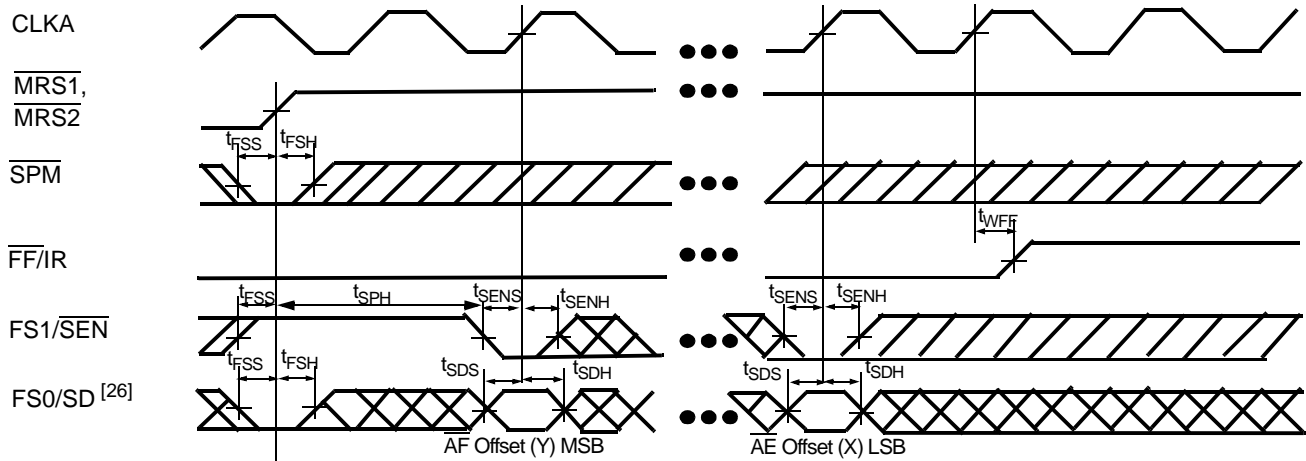 CLKA
MRS1,
MRS2
tFSS tFSH
SPM
tWFF
FF/IR
tFSS tSPH tSENS tSENH tSENS tSENH
FS1/SEN
tFSS tFSH tSDS tSDH tSDS tSDH
FS0/SD [26]
AF Offset (Y) MSB AE Offset (X) LSB